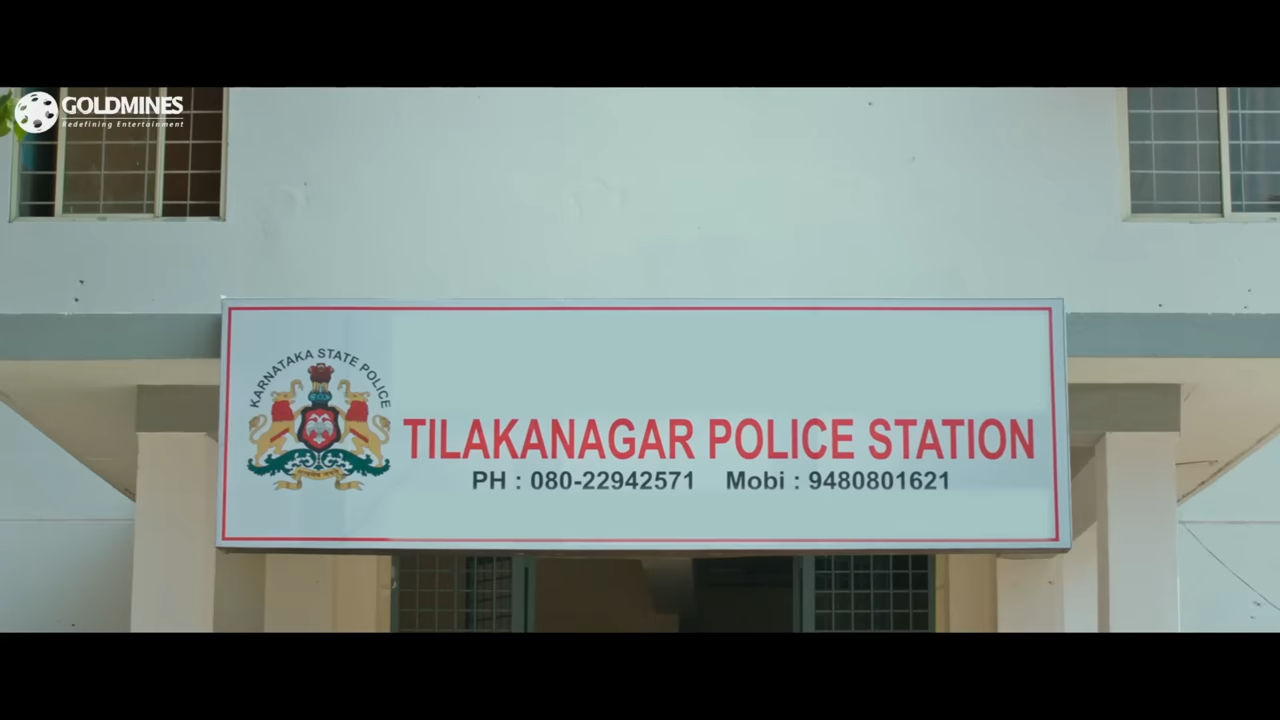 GOLDMINES
Redefining Entertainment
KARNATAKA STATE POLICE
TILAKANAGAR POLICE STATION
PH : 080-22942571 Mobi : 9480801621